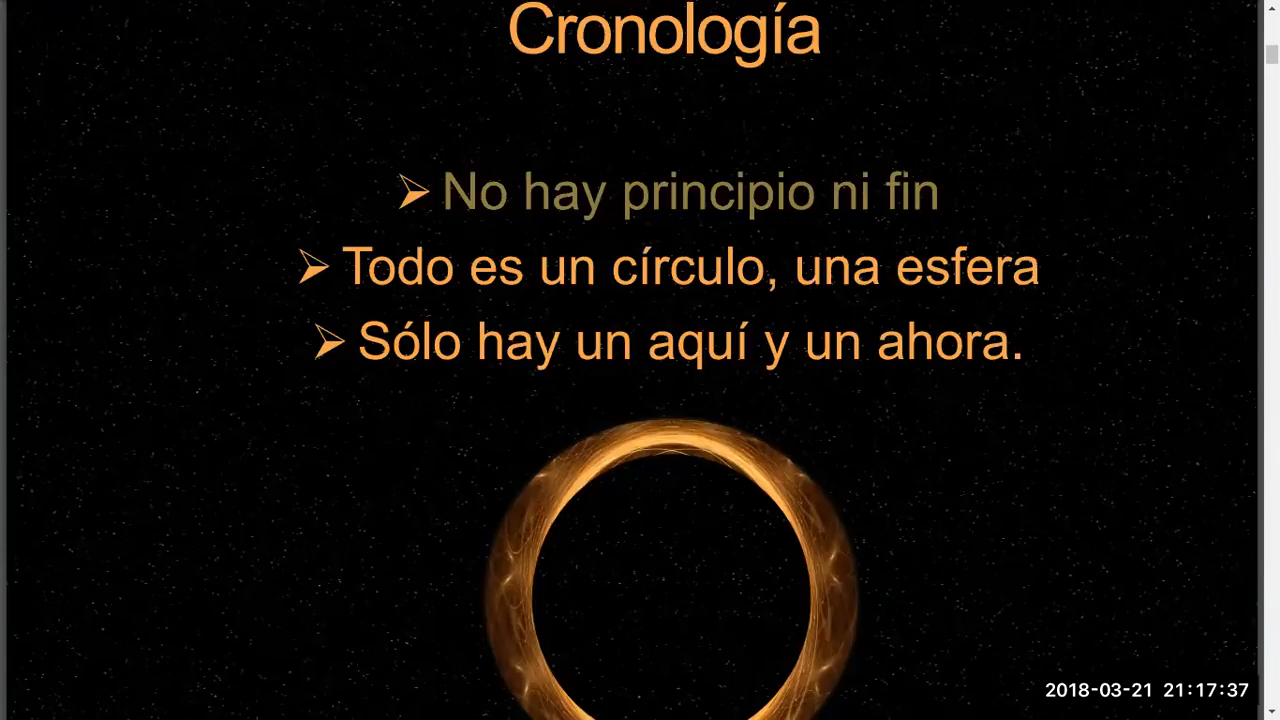 Cronología
No hay principio ni fin
Todo es un círculo, una esfera
Sólo hay un aquí y un ahora.
2018-03-21 21:17:37